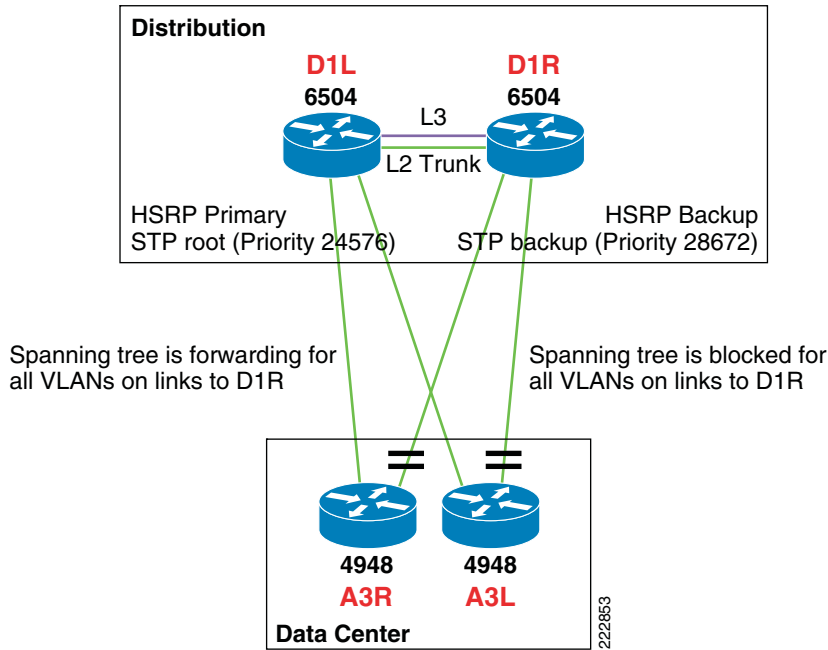 Distribution
D1L
6504
D1R
6504
L3
L2 Trunk
HSRP Primary
STP root (Priority 24576)
HSRP Backup
STP backup (Priority 28672)
Spanning tree is forwarding for
all VLANs on links to D1R
Spanning tree is blocked for
all VLANs on links to D1R
4948
A3R
4948
A3L
Data Center
222853